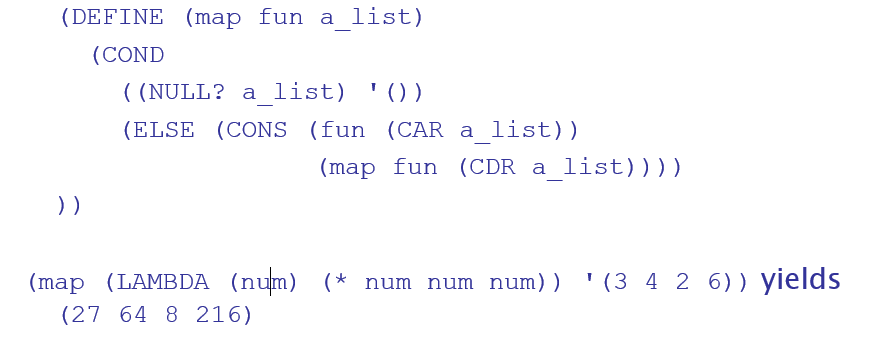 (DEFINE (map fun a_list)
(COND
((NULL? a_list) '())
(ELSE (CONS (fun (CAR a_list))
(map fun (CDR a_list))))
))
(map (LAMBDA (num) (* num num num)) '(3 4 2 6)) yields
(27 64 8 216)